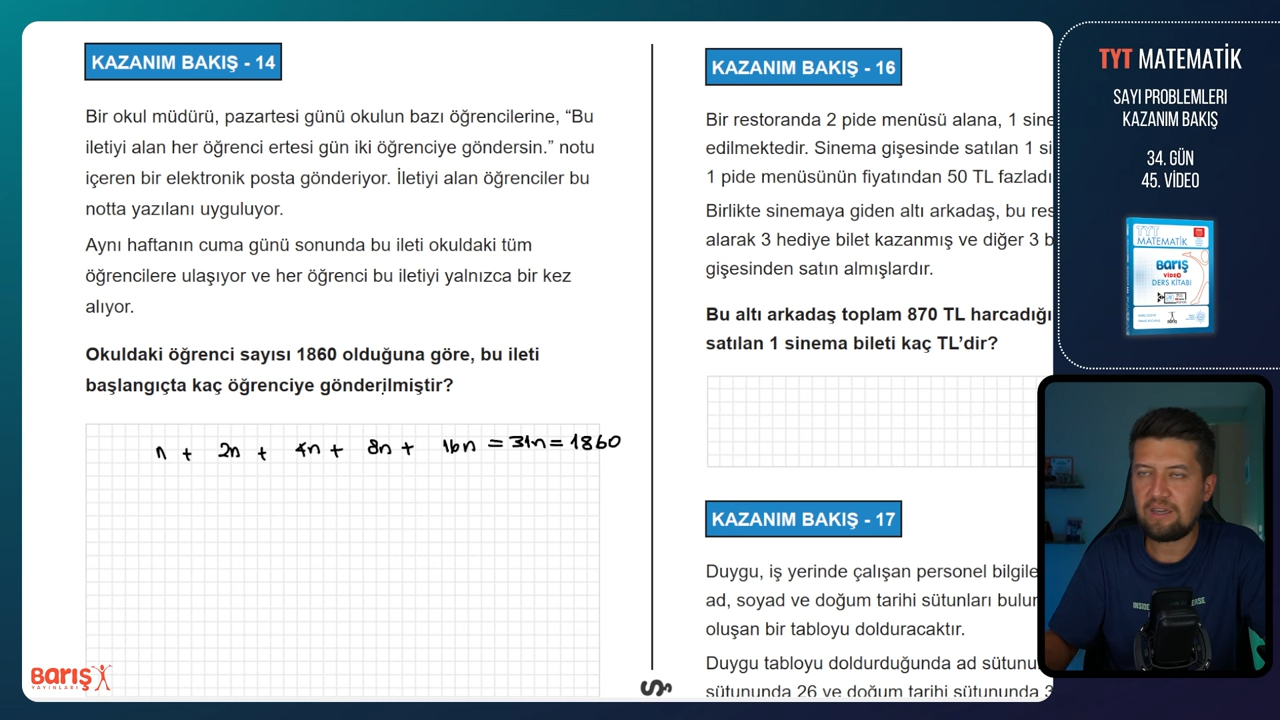 KAZANIM BAKIŞ - 14
Bir okul müdürü, pazartesi günü okulun bazı öğrencilerine, “Bu
iletiyi alan her öğrenci ertesi gün iki öğrenciye göndersin.” notu
içeren bir elektronik posta gönderiyor. İletiyi alan öğrenciler bu
notta yazılanı uyguluyor.
Aynı haftanın cuma günü sonunda bu ileti okuldaki tüm
öğrencilere ulaşıyor ve her öğrenci bu iletiyi yalnızca bir kez
alıyor.
Okuldaki öğrenci sayısı 1860 olduğuna göre, bu ileti
başlangıçta kaç öğrenciye gönderilmiştir?
n + 2n + 4n + 8n + 16n = 31n = 1860
BARIŞ
YAYINLARI
KAZANIM BAKIŞ - 16
Bir restoranda 2 pide menüsü alana, 1 sine
edilmektedir. Sinema gişesinde satılan 1 si
1 pide menüsünün fiyatından 50 TL fazladı
Birlikte sinemaya giden altı arkadaş, bu res
alarak 3 hediye bilet kazanmış ve diğer 3 b
gişesinden satın almışlardır.
Bu altı arkadaş toplam 870 TL harcadığı
satılan 1 sinema bileti kaç TL’dir?
KAZANIM BAKIŞ - 17
Duygu, iş yerinde çalışan personel bilgile
ad, soyad ve doğum tarihi sütunları bulur
oluşan bir tabloyu dolduracaktır.
Duygu tabloyu doldurduğunda ad sütunu
sütununda 26 ve doğum tarihi sütununda 3
TYT MATEMATİK
SAYI PROBLEMLERI
KAZANIM BAKIŞ
34. GÜN
45. VİDEO
TYT
MATEMATİK
BARIŞ
VİDEO
DERS KİTABI
INSIDE